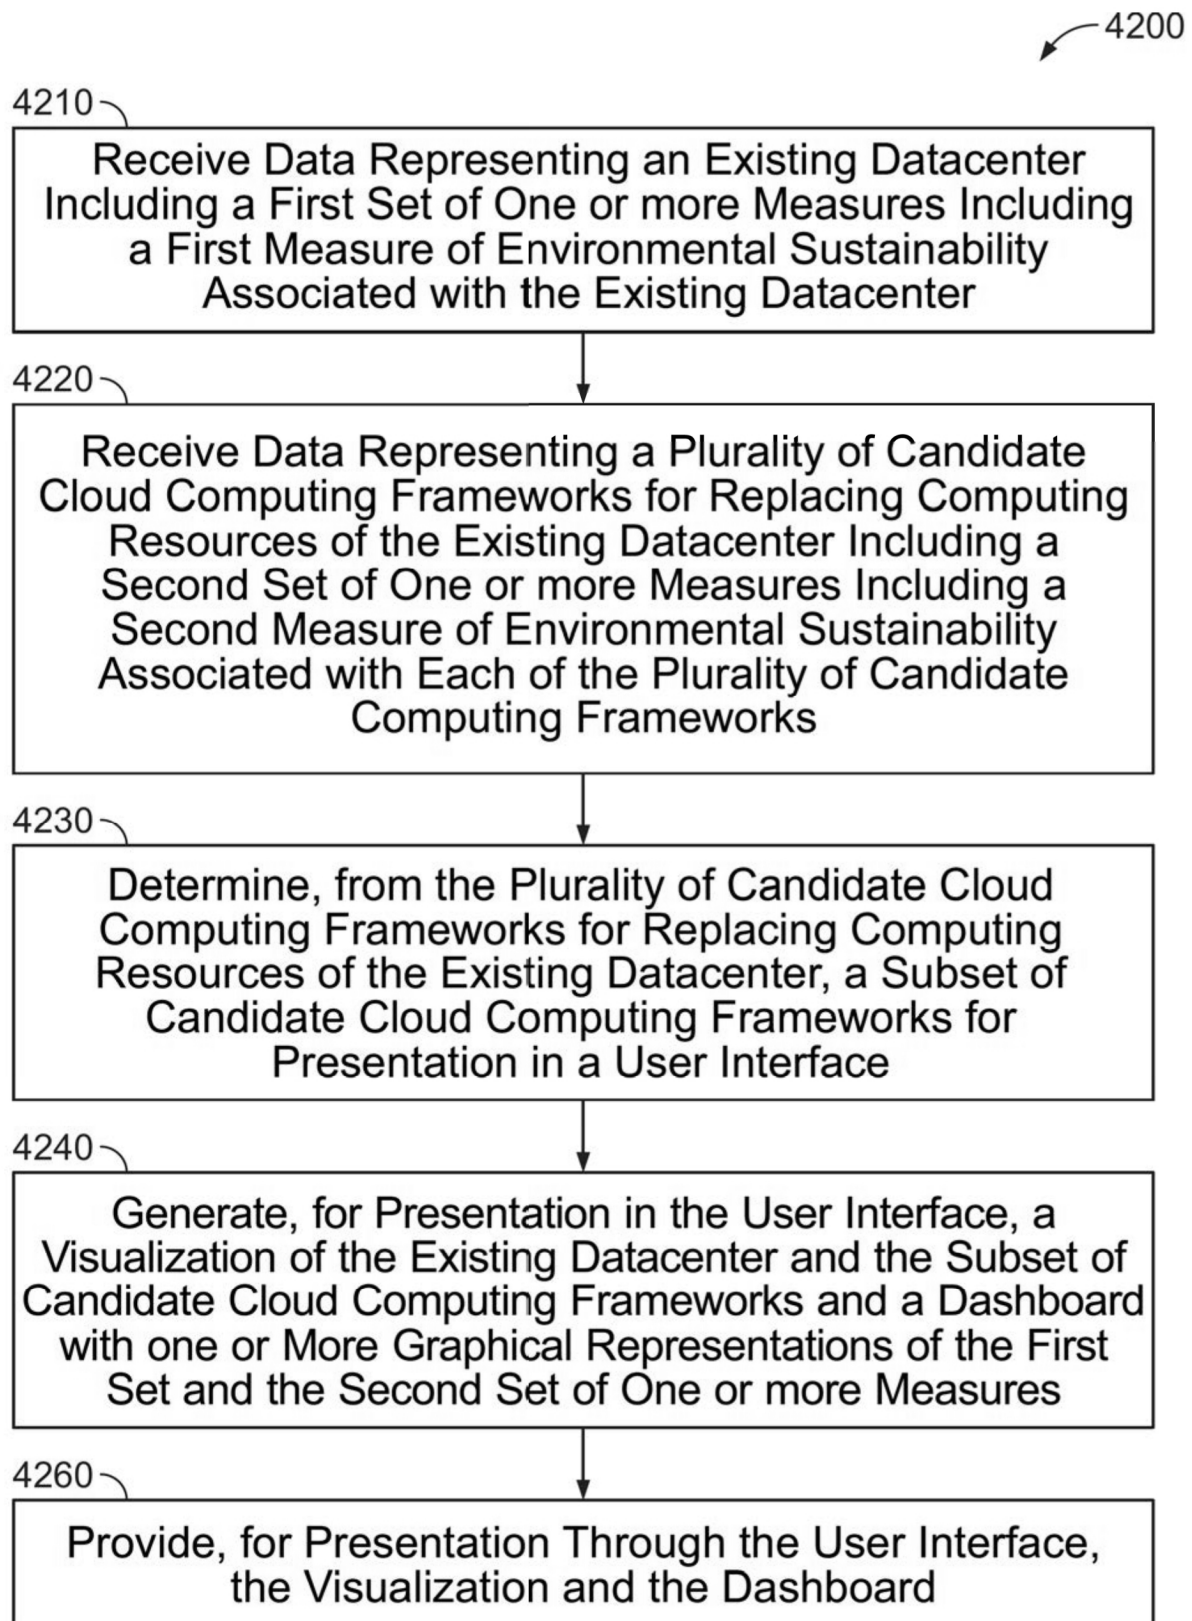 4200
4210
Receive Data Representing an Existing Datacenter
Including a First Set of One or more Measures Including
a First Measure of Environmental Sustainability
Associated with the Existing Datacenter
4220
Receive Data Representing a Plurality of Candidate
Cloud Computing Frameworks for Replacing Computing
Resources of the Existing Datacenter Including a
Second Set of One or more Measures Including a
Second Measure of Environmental Sustainability
Associated with Each of the Plurality of Candidate
Computing Frameworks
4230
Determine, from the Plurality of Candidate Cloud
Computing Frameworks for Replacing Computing
Resources of the Existing Datacenter, a Subset of
Candidate Cloud Computing Frameworks for
Presentation in a User Interface
4240
Generate, for Presentation in the User Interface, a
Visualization of the Existing Datacenter and the Subset of
Candidate Cloud Computing Frameworks and a Dashboard
with one or More Graphical Representations of the First
Set and the Second Set of One or more Measures
4260
Provide, for Presentation Through the User Interface,
the Visualization and the Dashboard